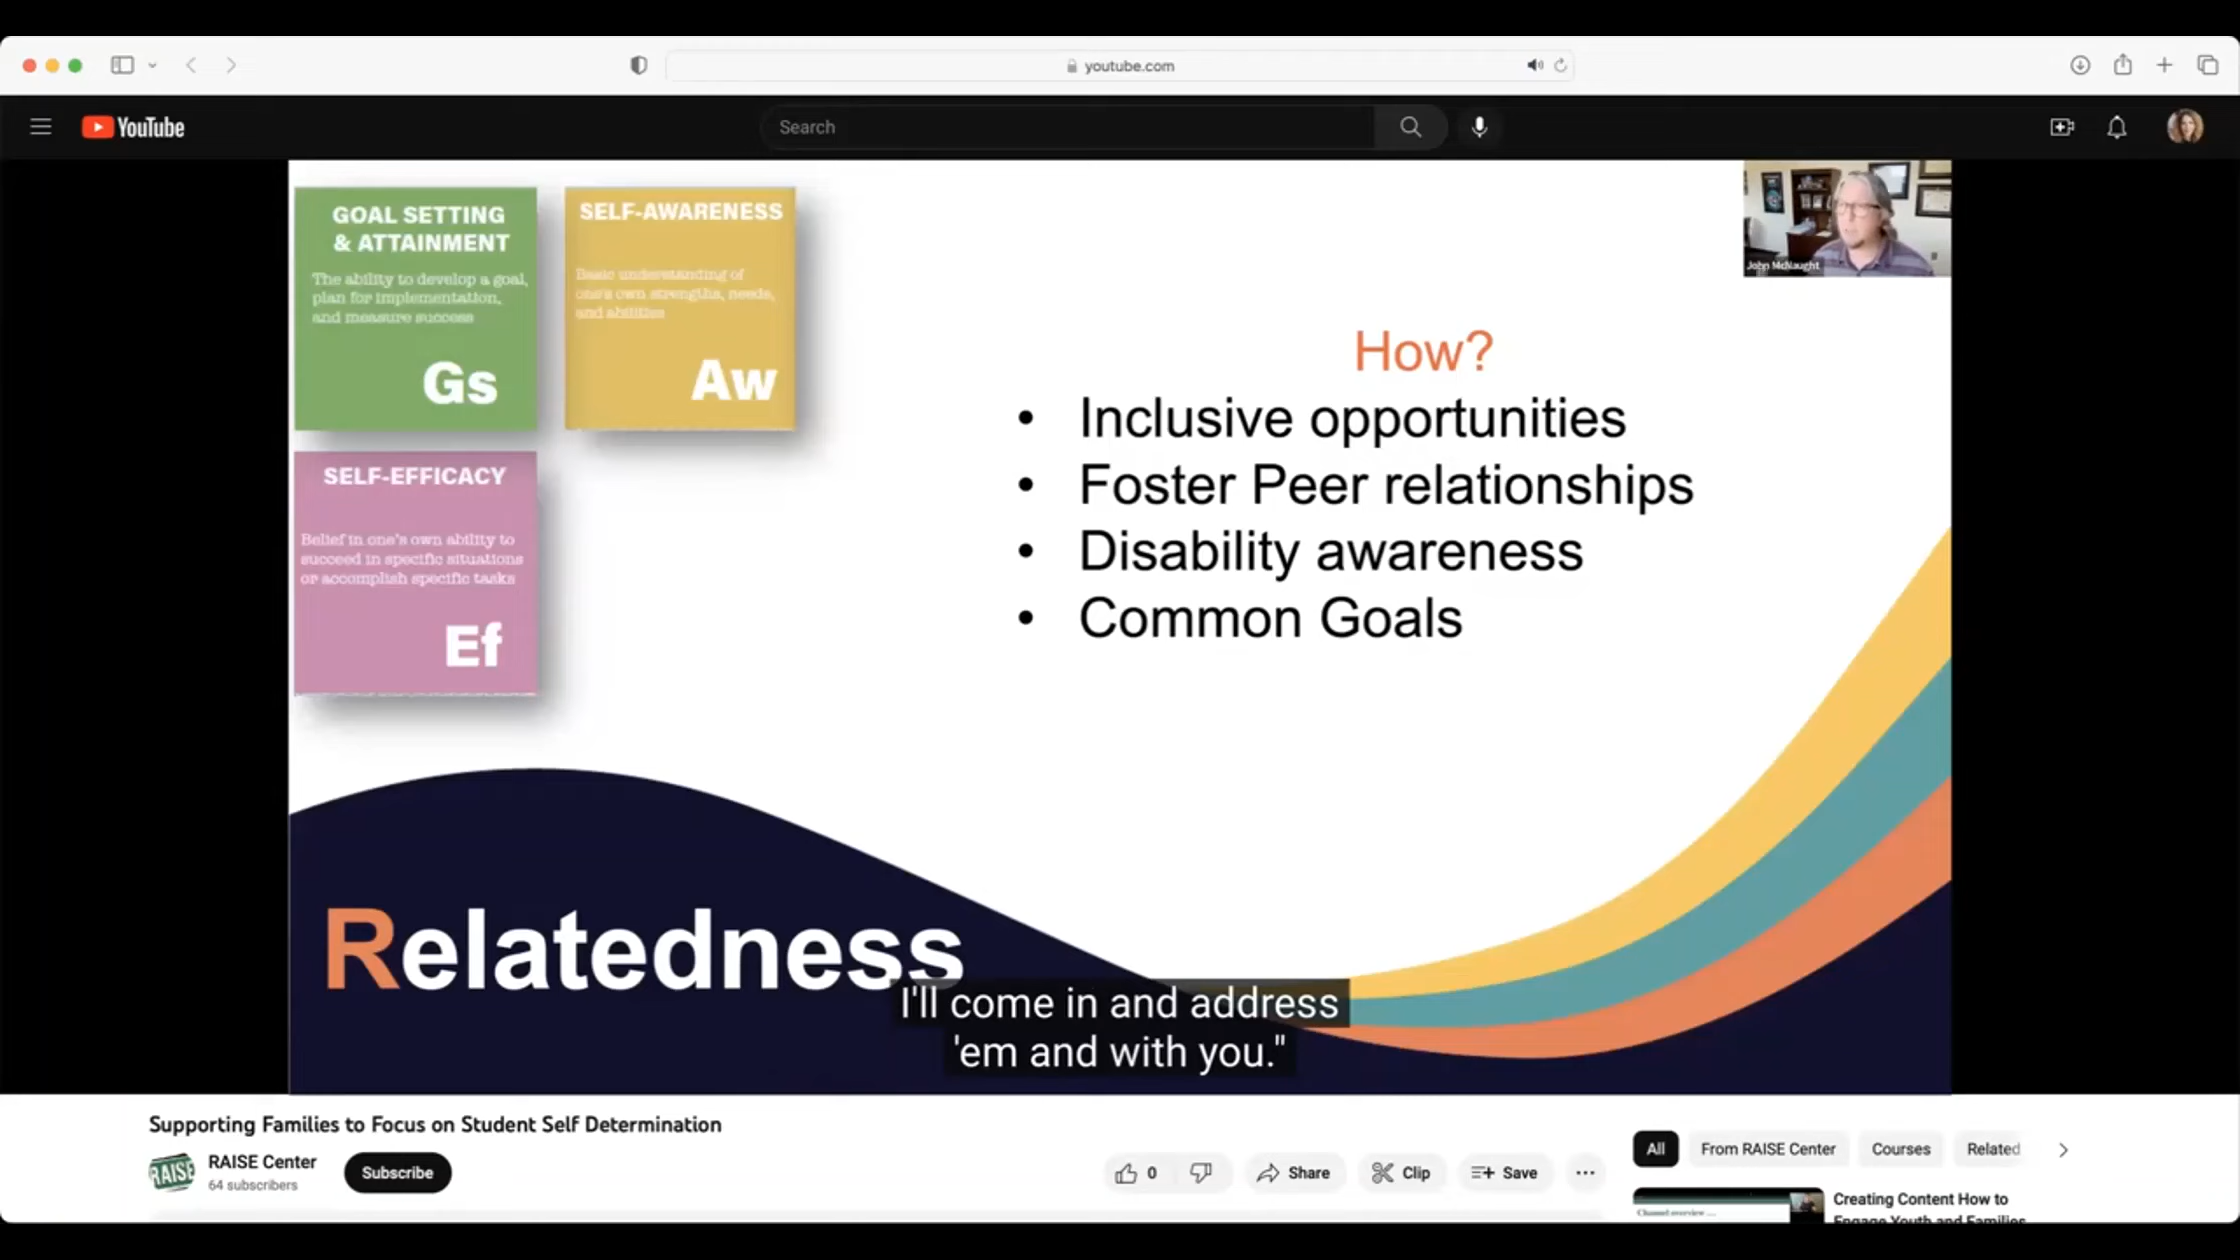 youtube.com
YouTube
Search
GOAL SETTING
& ATTAINMENT
The ability to develop a goal,
plan for implementation,
and measure success
Gs
SELF-AWARENESS
Basic understanding of
one's own strengths, needs,
and abilities
Aw
SELF-EFFICACY
Belief in one's own ability to
succeed in specific situations
or accomplish specific tasks
Ef
John McNaught
How?
• Inclusive opportunities
• Foster Peer relationships
• Disability awareness
• Common Goals
Relatedness
I'll come in and address
'em and with you."
Supporting Families to Focus on Student Self Determination
RAISE
RAISE Center
64 subscribers
Subscribe
0
Share
Clip
Save
All
From RAISE Center
Courses
Related
Channel overview ...
Creating Content How to
Engage Youth and Families